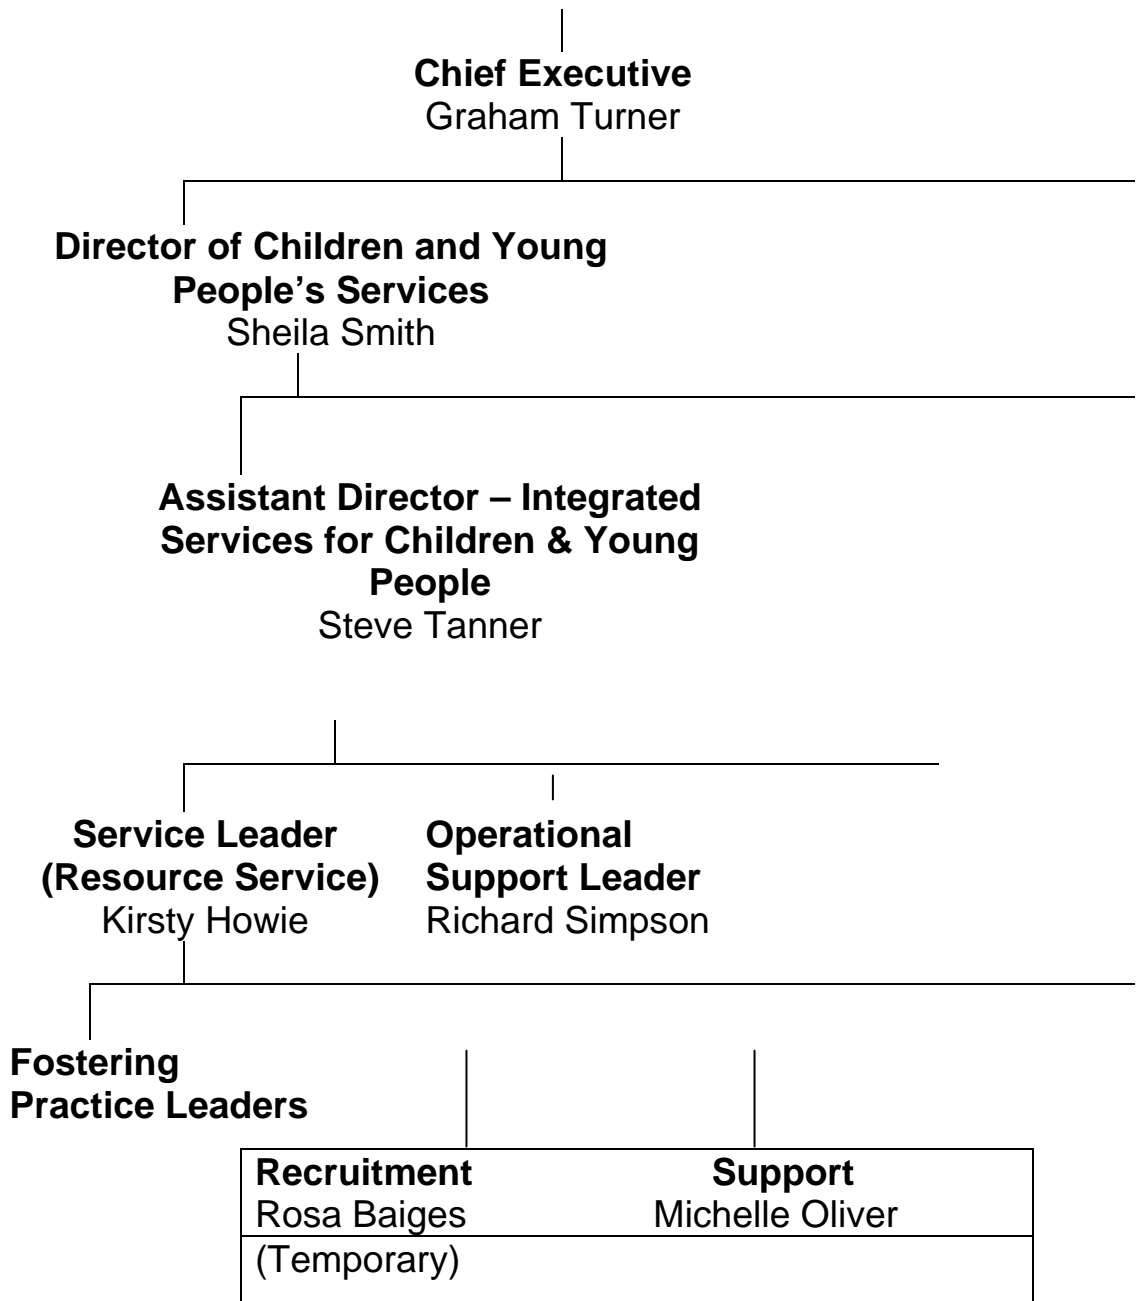 Chief Executive
Graham Turner
Director of Children and Young
People’s Services
Sheila Smith
Assistant Director – Integrated
Services for Children & Young
People
Steve Tanner
Service Leader
(Resource Service)
Kirsty Howie
Operational
Support Leader
Richard Simpson
Fostering
Practice Leaders
Recruitment
Rosa Baiges
(Temporary)
Support
Michelle Oliver